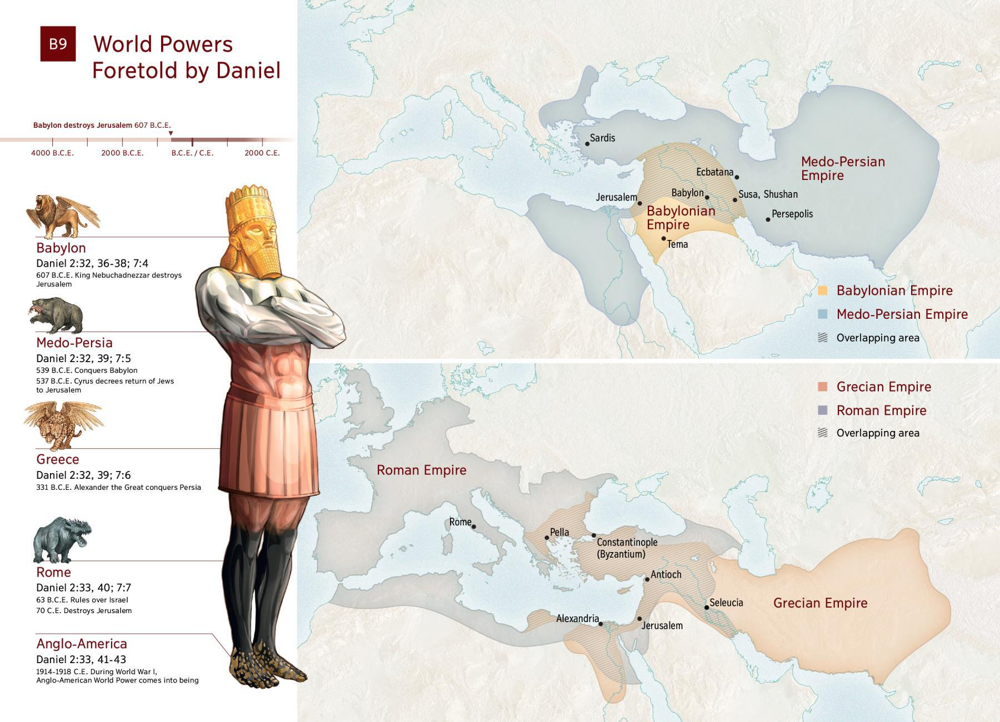 B9
World Powers
Foretold by Daniel
Babylon destroys Jerusalem 607 B.C.E.
4000 B.C.E.
2000 B.C.E.
B.C.E. / C.E.
2000 C.E.
Babylon
Daniel 2:32, 36-38; 7:4
607 B.C.E. King Nebuchadnezzar destroys
Jerusalem
Medo-Persia
Daniel 2:32, 39; 7:5
539 B.C.E. Conquers Babylon
537 B.C.E. Cyrus decrees return of Jews
to Jerusalem
Greece
Daniel 2:32, 39; 7:6
331 B.C.E. Alexander the Great conquers Persia
Rome
Daniel 2:33, 40; 7:7
63 B.C.E. Rules over Israel
70 C.E. Destroys Jerusalem
Anglo-America
Daniel 2:33, 41-43
1914-1918 C.E. During World War I,
Anglo-American World Power comes into being
Sardis
Medo-Persian
Empire
Ecbatana
Babylon
Susa, Shushan
Jerusalem
Babylonian
Empire
Persepolis
Tema
Babylonian Empire
Medo-Persian Empire
Overlapping area
Grecian Empire
Roman Empire
Overlapping area
Roman Empire
Rome
Pella
Constantinople
(Byzantium)
Antioch
Seleucia
Grecian Empire
Alexandria
Jerusalem